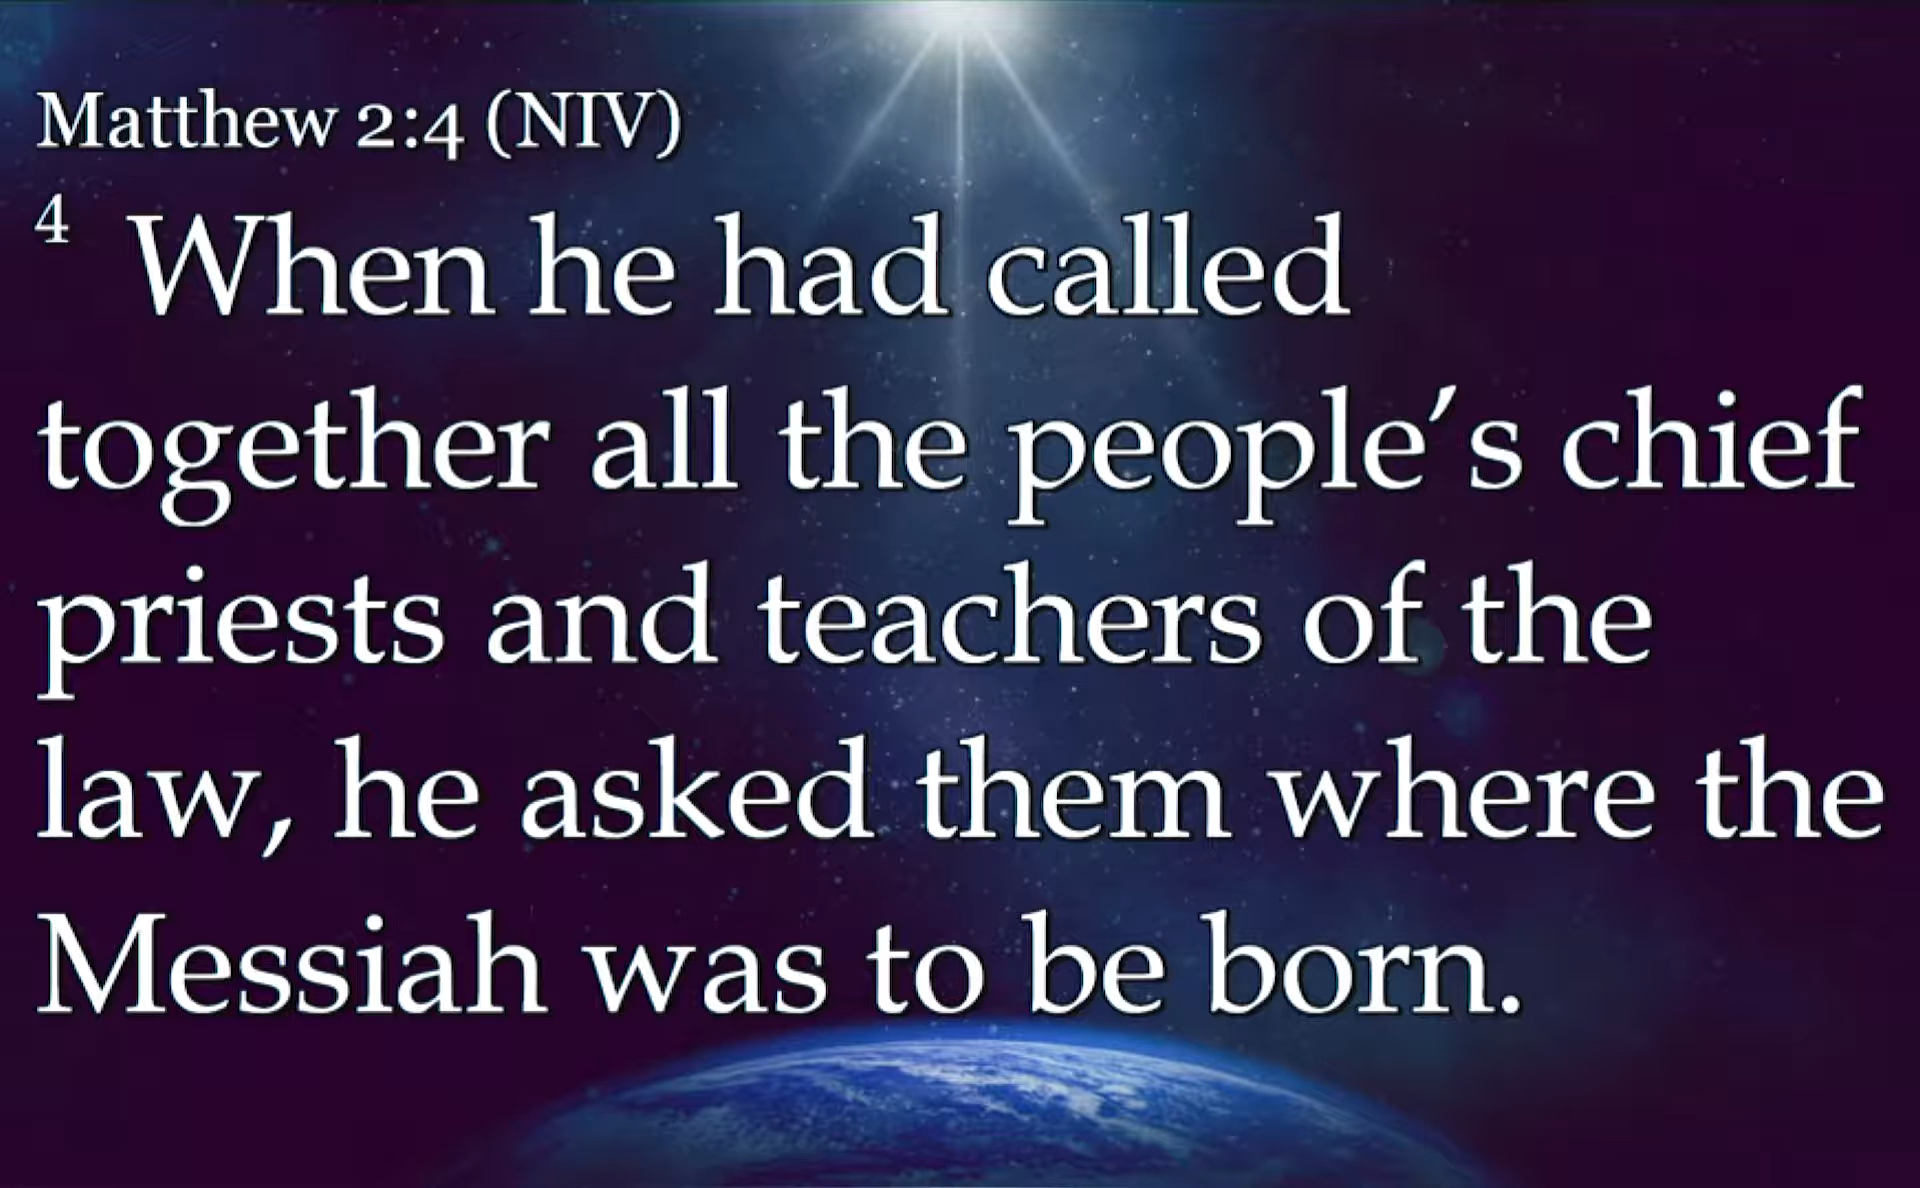 Matthew 2:4 (NIV)
4 When he had called
together all the people’s chief
priests and teachers of the
law, he asked them where the
Messiah was to be born.